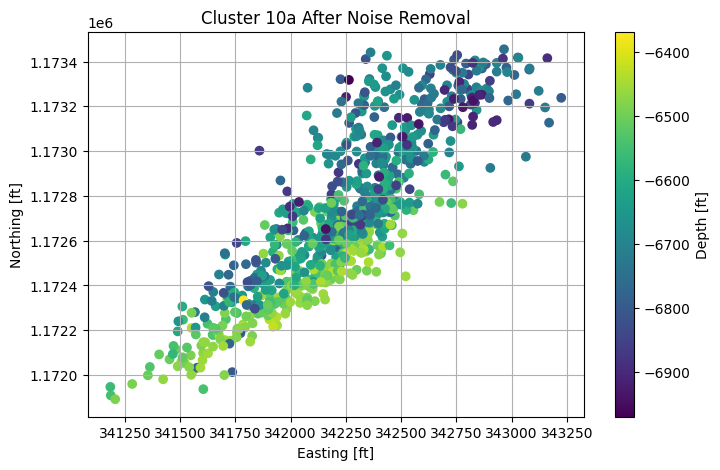 Cluster 10a After Noise Removal
1e6
1.1734
1.1732
1.1730
1.1728
1.1726
1.1724
1.1722
1.1720
Northing [ft]
341250 341500 341750 342000 342250 342500 342750 343000 343250
Easting [ft]
−6400
−6500
−6600
−6700
−6800
−6900
Depth [ft]